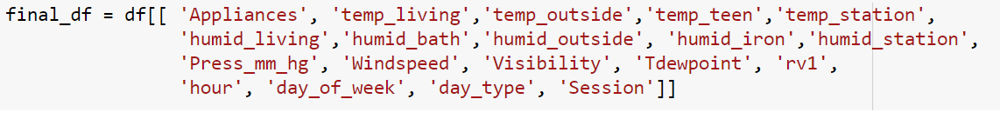 final_df = df[[ 'Appliances', 'temp_living','temp_outside','temp_teen','temp_station',
'humid_living','humid_bath','humid_outside', 'humid_iron','humid_station',
'Press_mm_hg', 'Windspeed', 'Visibility', 'Tdewpoint', 'rv1',
'hour', 'day_of_week', 'day_type', 'Session']]